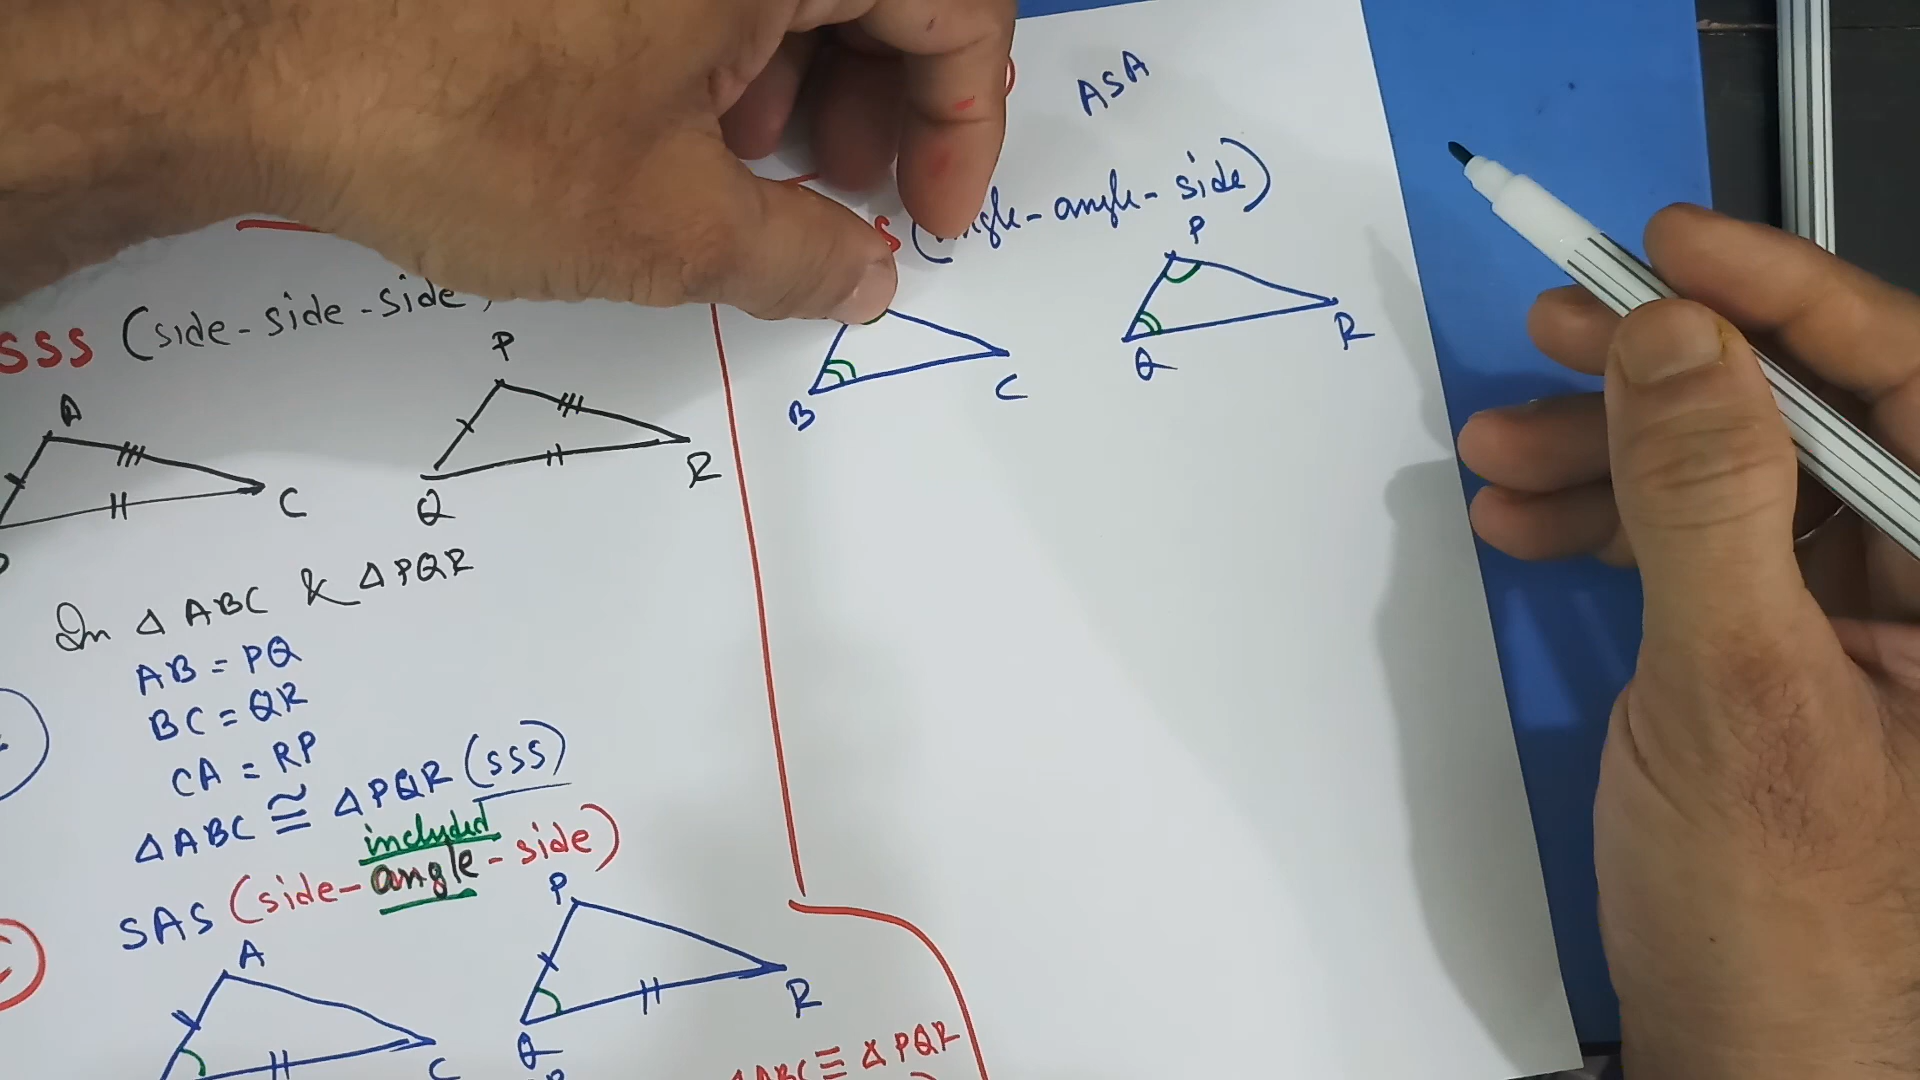 SSS (side-side-side
A
C
P
Q
R
In △ ABC & △ PQR
AB = PQ
BC = QR
CA = RP
△ ABC ≅ △ PQR (SSS)
included
SAS (side-angle-side)
A
C
P
Q
R
△ PQR
ASA
angle-side)
B
C
P
Q
R